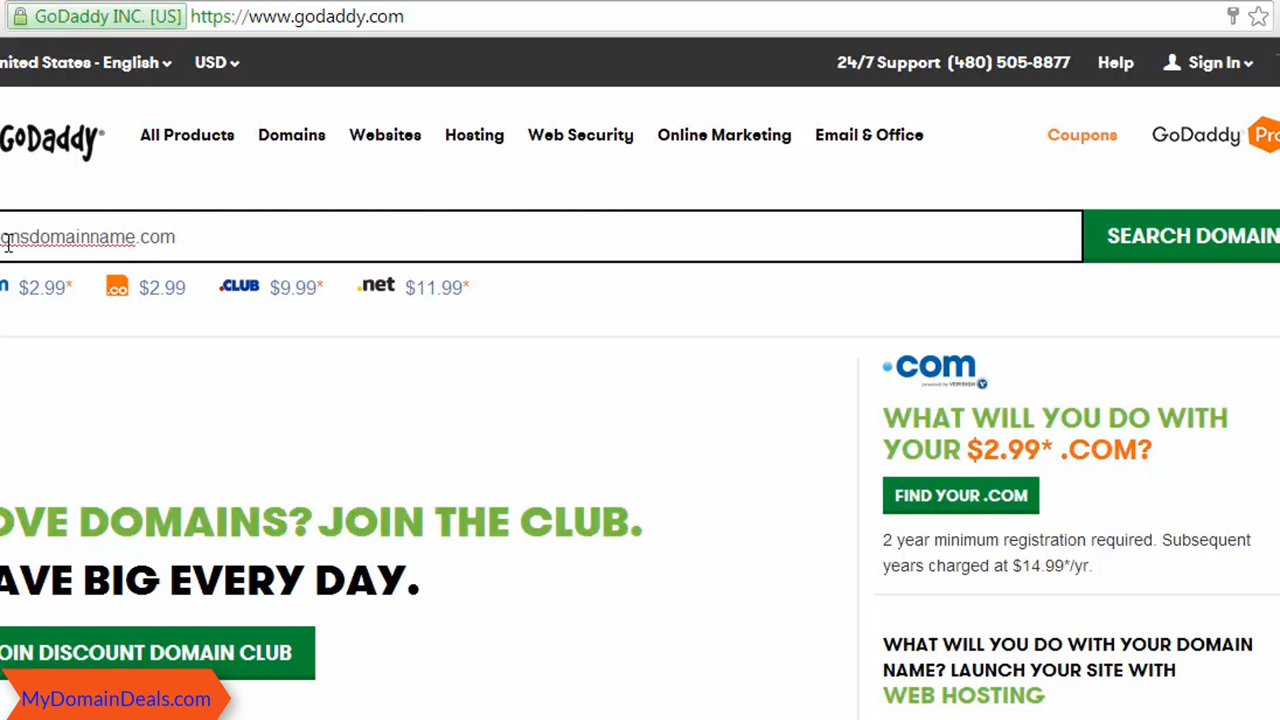 GoDaddy INC. [US] https://www.godaddy.com
nited States - English USD 24/7 Support (480) 505-8877 Help Sign In
GoDaddy® All Products Domains Websites Hosting Web Security Online Marketing Email & Office Coupons GoDaddy Pro
onsdomainname.com SEARCH DOMAIN
m $2.99* .co $2.99 .CLUB $9.99* .net $11.99*
.com
powered by VERISIGN
WHAT WILL YOU DO WITH
YOUR $2.99* .COM?
FIND YOUR .COM
2 year minimum registration required. Subsequent
years charged at $14.99*/yr.
OVE DOMAINS? JOIN THE CLUB.
AVE BIG EVERY DAY.
OIN DISCOUNT DOMAIN CLUB
WHAT WILL YOU DO WITH YOUR DOMAIN
NAME? LAUNCH YOUR SITE WITH
WEB HOSTING
MyDomainDeals.com